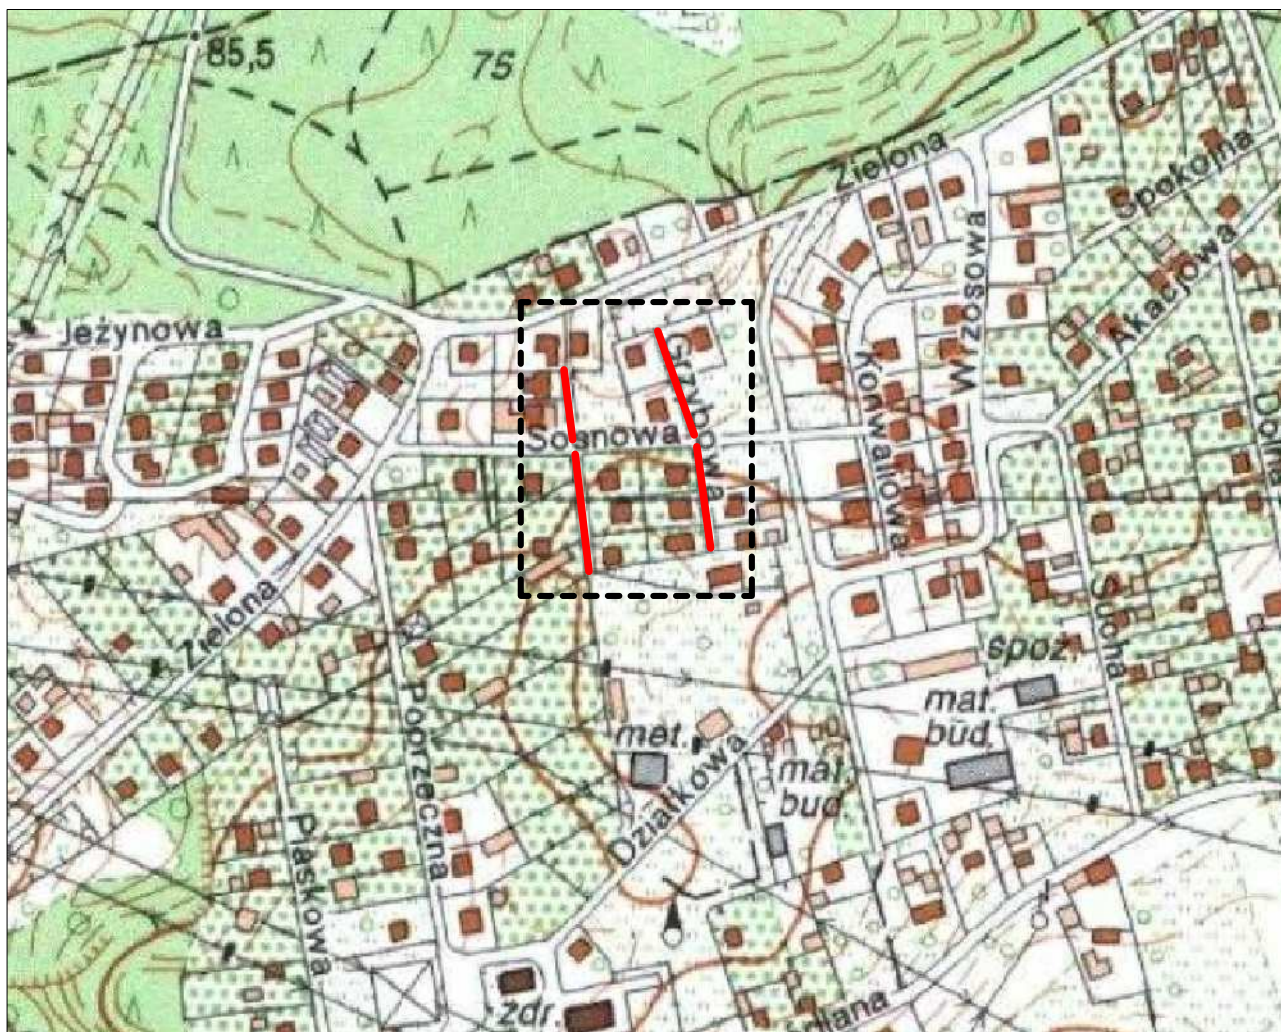 85,5
75
Zielona
Spokojna
Jeżynowa
Wrzosowa
Akacjowa
Grzybowa
Konwaliowa
Sosnowa
Zielona
Sucha
spoż.
Poprzeczna
mat.
bud.
met.
mat.
bud.
Działkowa
Piaskowa
zdr.